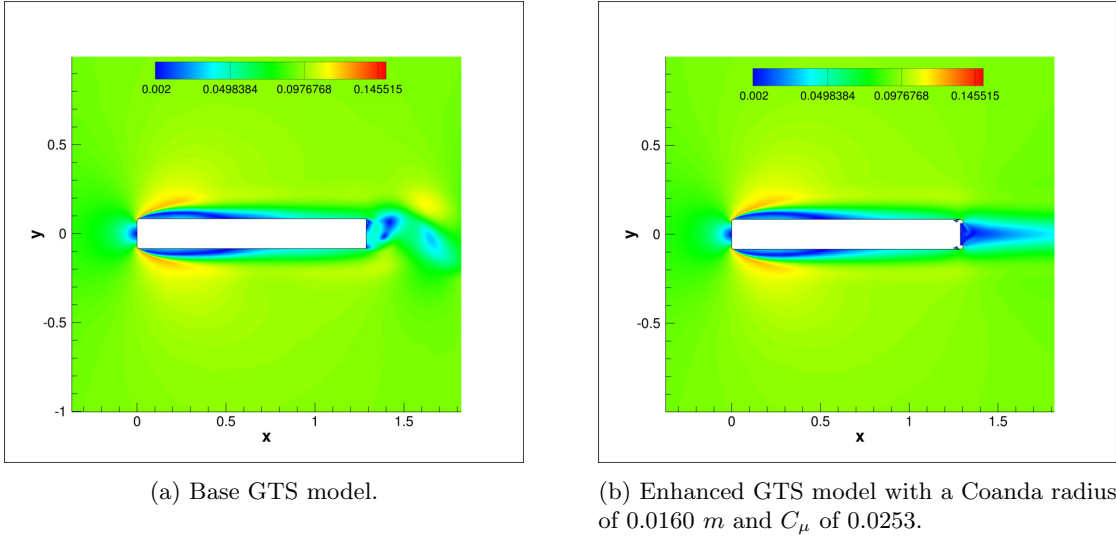 0.002 0.0498384 0.0976768 0.145515
0.5
0
-0.5
-1
y
0 0.5 1 1.5
x
(a) Base GTS model.
0.002 0.0498384 0.0976768 0.145515
0.5
0
-0.5
y
0 0.5 1 1.5
x
(b) Enhanced GTS model with a Coanda radius
of 0.0160 m and Cμ of 0.0253.